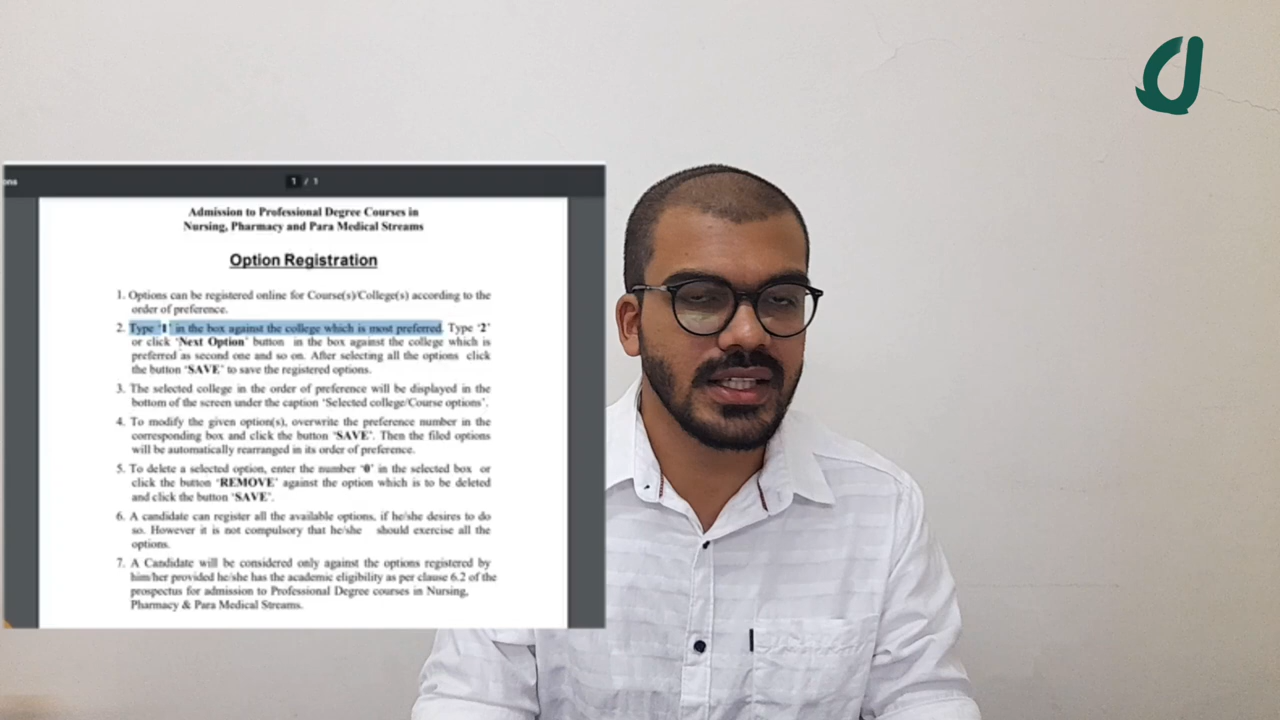 ons
1 / 1
Admission to Professional Degree Courses in
Nursing, Pharmacy and Para Medical Streams
Option Registration
1. Options can be registered online for Course(s)/College(s) according to the
order of preference.
2. Type '1' in the box against the college which is most preferred. Type '2'
or click 'Next Option' button in the box against the college which is
preferred as second one and so on. After selecting all the options click
the button 'SAVE' to save the registered options.
3. The selected college in the order of preference will be displayed in the
bottom of the screen under the caption 'Selected college/Course options'.
4. To modify the given option(s), overwrite the preference number in the
corresponding box and click the button 'SAVE'. Then the filed options
will be automatically rearranged in its order of preference.
5. To delete a selected option, enter the number '0' in the selected box or
click the button 'REMOVE' against the option which is to be deleted
and click the button 'SAVE'.
6. A candidate can register all the available options, if he/she desires to do
so. However it is not compulsory that he/she should exercise all the
options.
7. A Candidate will be considered only against the options registered by
him/her provided he/she has the academic eligibility as per clause 6.2 of the
prospectus for admission to Professional Degree courses in Nursing,
Pharmacy & Para Medical Streams.